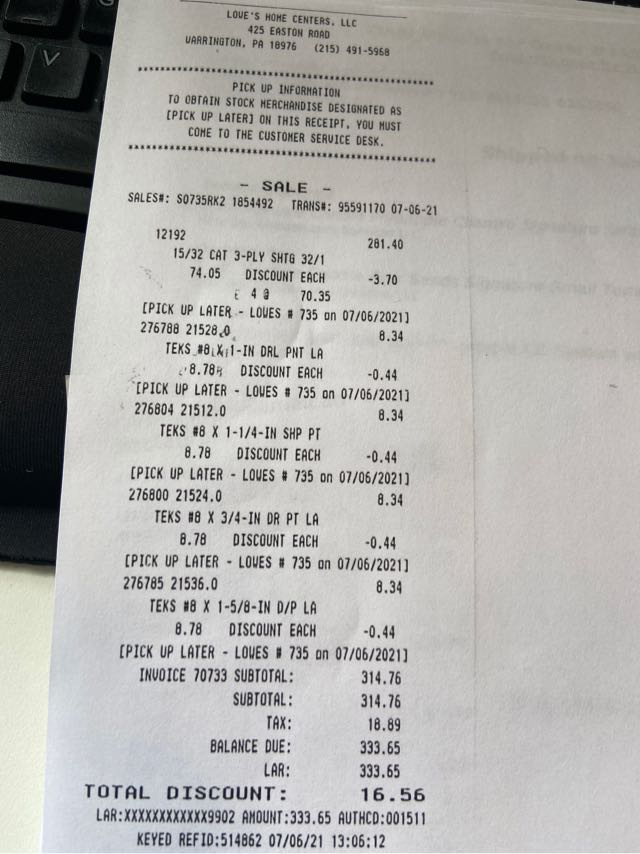 LOWE'S HOME CENTERS, LLC
425 EASTON ROAD
WARRINGTON, PA 18976 (215) 491-5968
**********************************************
PICK UP INFORMATION
TO OBTAIN STOCK MERCHANDISE DESIGNATED AS
[PICK UP LATER] ON THIS RECEIPT, YOU MUST
COME TO THE CUSTOMER SERVICE DESK.
**********************************************
- SALE -
SALES#: S0735RK2 1854492 TRANS#: 95591170 07-06-21
12192 281.40
15/32 CAT 3-PLY SHTG 32/1
74.05 DISCOUNT EACH -3.70
4 @ 70.35
[PICK UP LATER - LOWES # 735 on 07/06/2021]
276788 21528.0 8.34
TEKS #8 X 1-IN DRL PNT LA
8.78 DISCOUNT EACH -0.44
[PICK UP LATER - LOWES # 735 on 07/06/2021]
276804 21512.0 8.34
TEKS #8 X 1-1/4-IN SHP PT
8.78 DISCOUNT EACH -0.44
[PICK UP LATER - LOWES # 735 on 07/06/2021]
276800 21524.0 8.34
TEKS #8 X 3/4-IN DR PT LA
8.78 DISCOUNT EACH -0.44
[PICK UP LATER - LOWES # 735 on 07/06/2021]
276785 21536.0 8.34
TEKS #8 X 1-5/8-IN D/P LA
8.78 DISCOUNT EACH -0.44
[PICK UP LATER - LOWES # 735 on 07/06/2021]
INVOICE 70733 SUBTOTAL: 314.76
SUBTOTAL: 314.76
TAX: 18.89
BALANCE DUE: 333.65
LAR: 333.65
TOTAL DISCOUNT: 16.56
LAR:XXXXXXXXXXXX9902 AMOUNT:333.65 AUTHCD:001511
KEYED REFID:514862 07/06/21 13:06:12
V